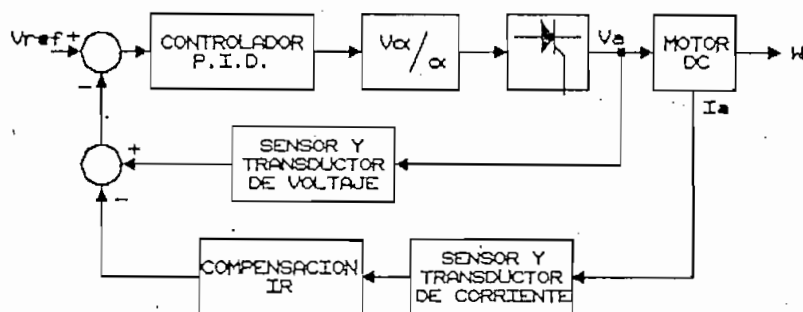 Vref
+
-
CONTROLADOR
P.I.D.
Vα/α
Va
MOTOR
DC
W
Ia
+
-
SENSOR Y
TRANSDUCTOR
DE VOLTAJE
COMPENSACION
IR
SENSOR Y
TRANSDUCTOR
DE CORRIENTE